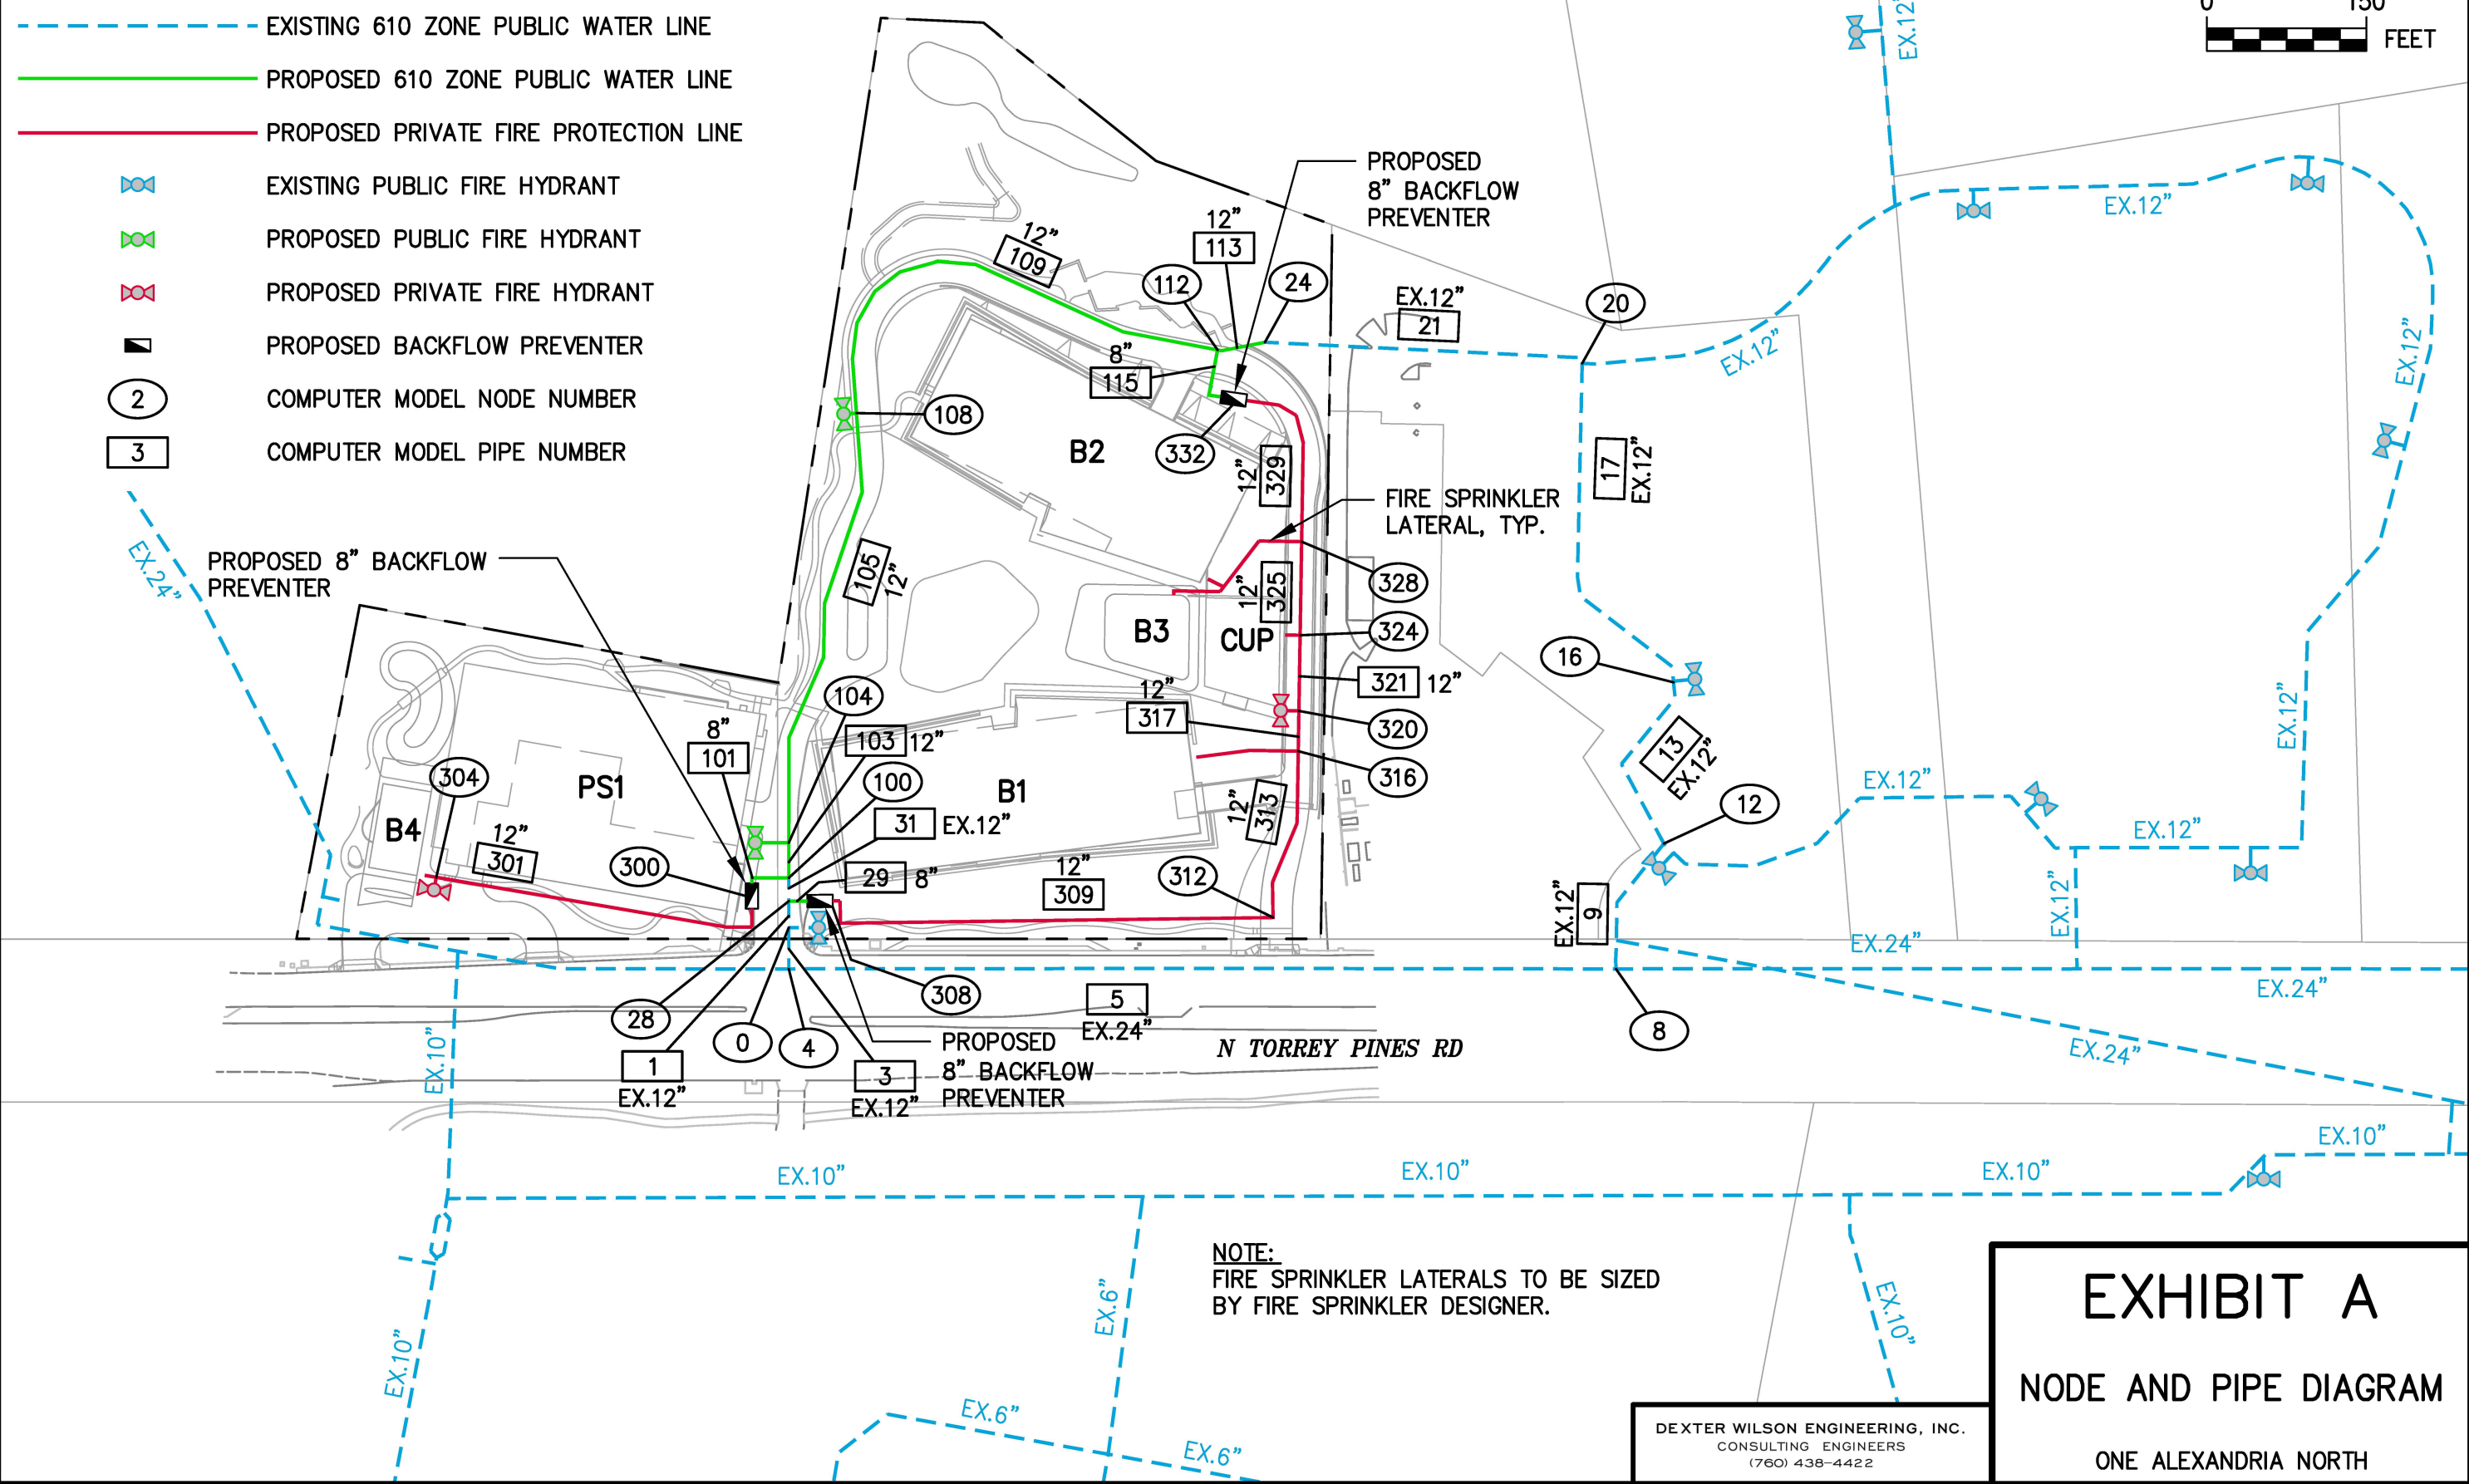 EXISTING 610 ZONE PUBLIC WATER LINE
PROPOSED 610 ZONE PUBLIC WATER LINE
PROPOSED PRIVATE FIRE PROTECTION LINE
EXISTING PUBLIC FIRE HYDRANT
PROPOSED PUBLIC FIRE HYDRANT
PROPOSED PRIVATE FIRE HYDRANT
PROPOSED BACKFLOW PREVENTER
2 COMPUTER MODEL NODE NUMBER
3 COMPUTER MODEL PIPE NUMBER
0 150
FEET
EX.12"
PROPOSED
8" BACKFLOW
PREVENTER
12"
109
12"
113
112
24
EX.12"
21
20
EX.12"
EX.12"
EX.12"
8"
115
108
B2
332
12"
329
17
EX.12"
FIRE SPRINKLER
LATERAL, TYP.
EX.24"
PROPOSED 8" BACKFLOW
PREVENTER
105
12"
12"
325
328
B3
CUP
324
16
321 12"
12"
317
320
EX.12"
104
8"
101
103 12"
100
316
13
EX.12"
304
PS1
B1
31 EX.12"
12"
313
EX.12"
12
EX.12"
B4
12"
301
300
29 8"
12"
309
312
EX.12"
9
EX.12"
EX.24"
EX.24"
308
5
EX.24"
28
0
4
8
1
EX.12"
3
EX.12"
PROPOSED
8" BACKFLOW
PREVENTER
N TORREY PINES RD
EX.24"
EX.10"
EX.10"
EX.10"
EX.10"
EX.10"
EX.10"
EX.6"
EX.10"
EX.10"
EX.6"
EX.6"
NOTE:
FIRE SPRINKLER LATERALS TO BE SIZED
BY FIRE SPRINKLER DESIGNER.
DEXTER WILSON ENGINEERING, INC.
CONSULTING ENGINEERS
(760) 438-4422
EXHIBIT A
NODE AND PIPE DIAGRAM
ONE ALEXANDRIA NORTH